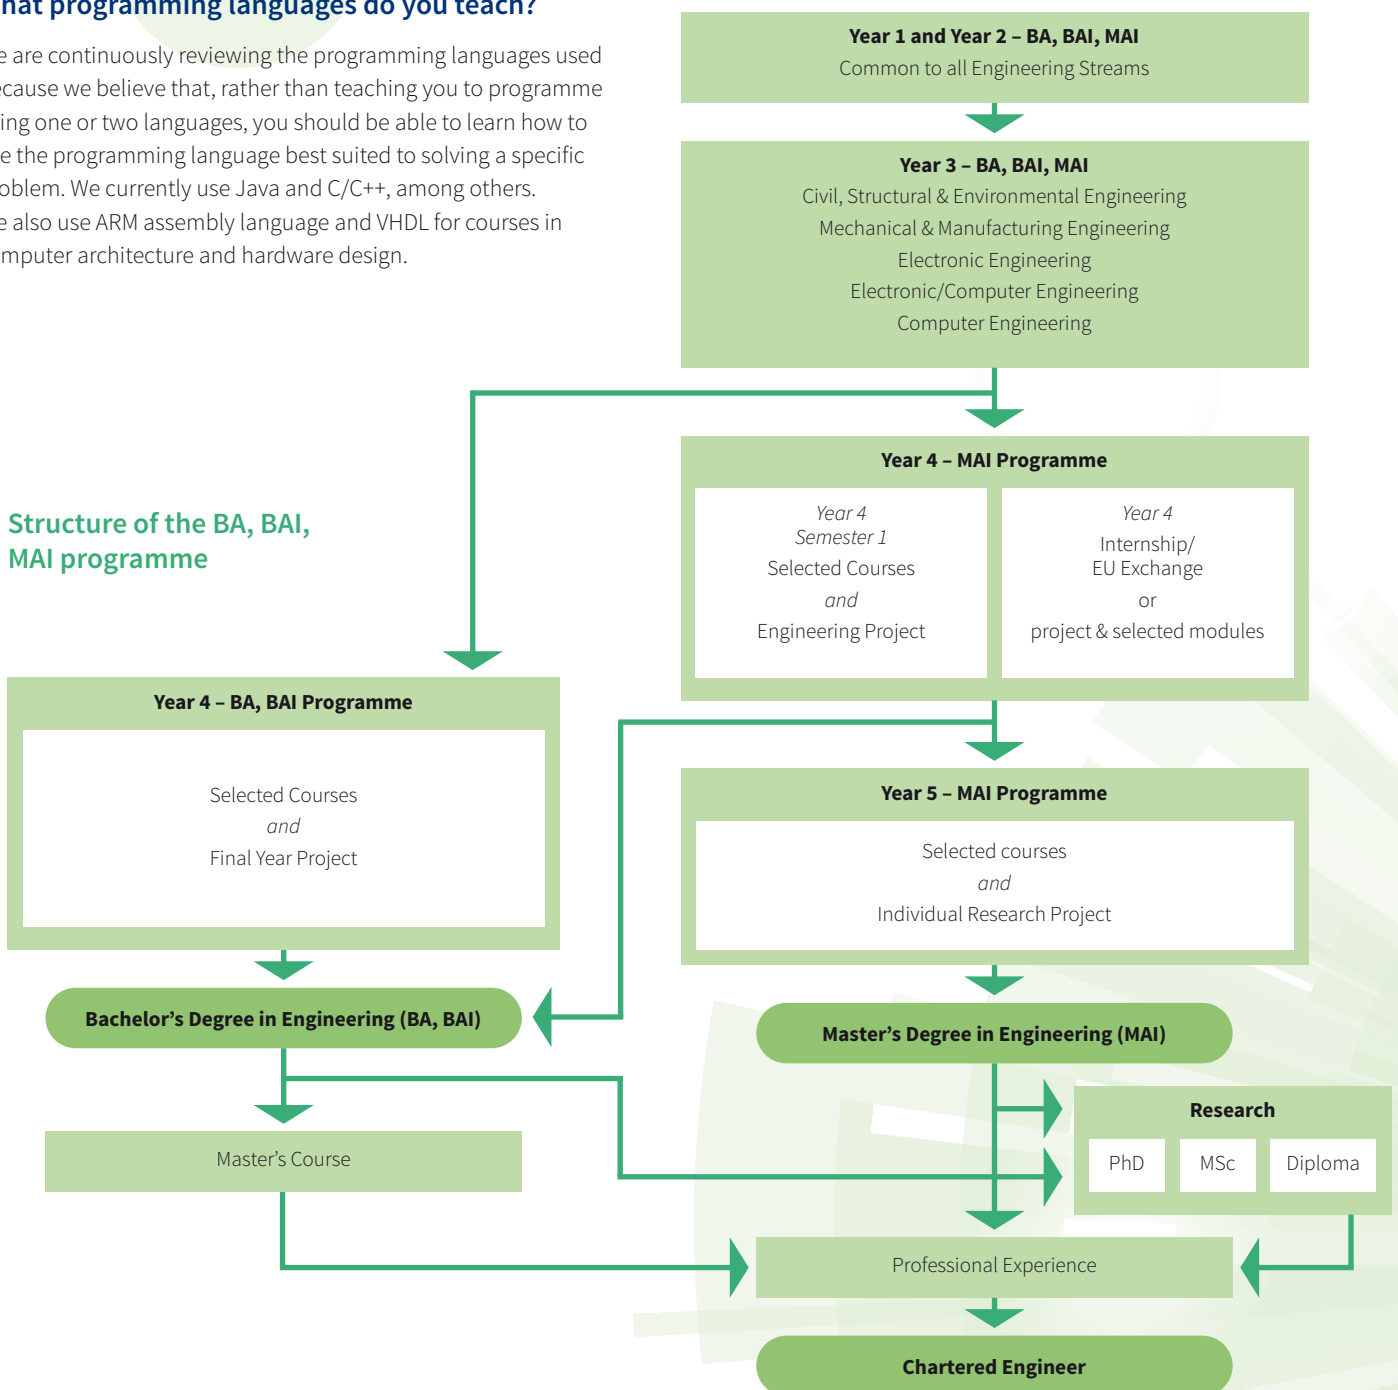 hat programming languages do you teach?
e are continuously reviewing the programming languages used
ecause we believe that, rather than teaching you to programme
ing one or two languages, you should be able to learn how to
e the programming language best suited to solving a specific
oblem. We currently use Java and C/C++, among others.
e also use ARM assembly language and VHDL for courses in
mputer architecture and hardware design.
Structure of the BA, BAI,
MAI programme
Year 1 and Year 2 – BA, BAI, MAI
Common to all Engineering Streams
Year 3 – BA, BAI, MAI
Civil, Structural & Environmental Engineering
Mechanical & Manufacturing Engineering
Electronic Engineering
Electronic/Computer Engineering
Computer Engineering
Year 4 – MAI Programme
Year 4
Semester 1
Selected Courses
and
Engineering Project
Year 4
Internship/
EU Exchange
or
project & selected modules
Year 4 – BA, BAI Programme
Selected Courses
and
Final Year Project
Year 5 – MAI Programme
Selected courses
and
Individual Research Project
Bachelor's Degree in Engineering (BA, BAI)
Master's Degree in Engineering (MAI)
Research
PhD
MSc
Diploma
Master's Course
Professional Experience
Chartered Engineer